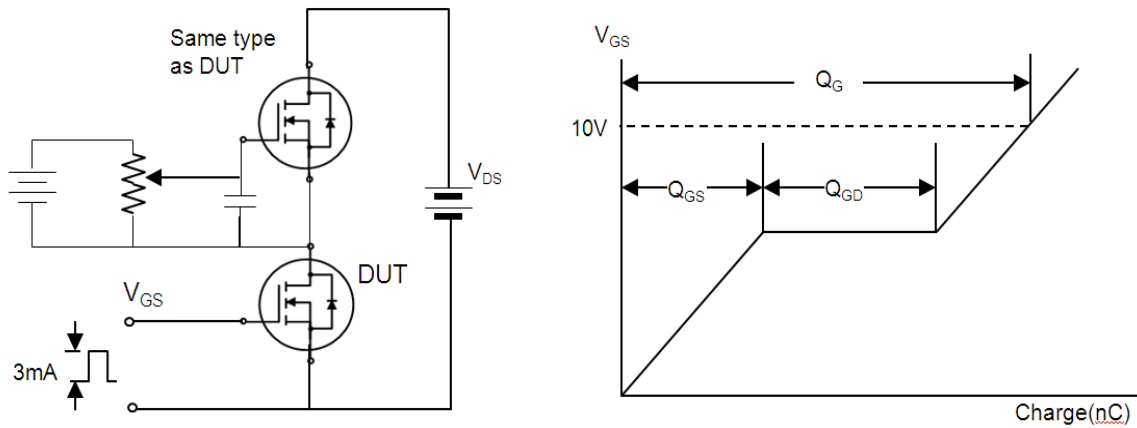 Same type
as DUT
V_DS
DUT
V_GS
3mA
V_GS
Q_G
10V
Q_GS
Q_GD
Charge(nC)